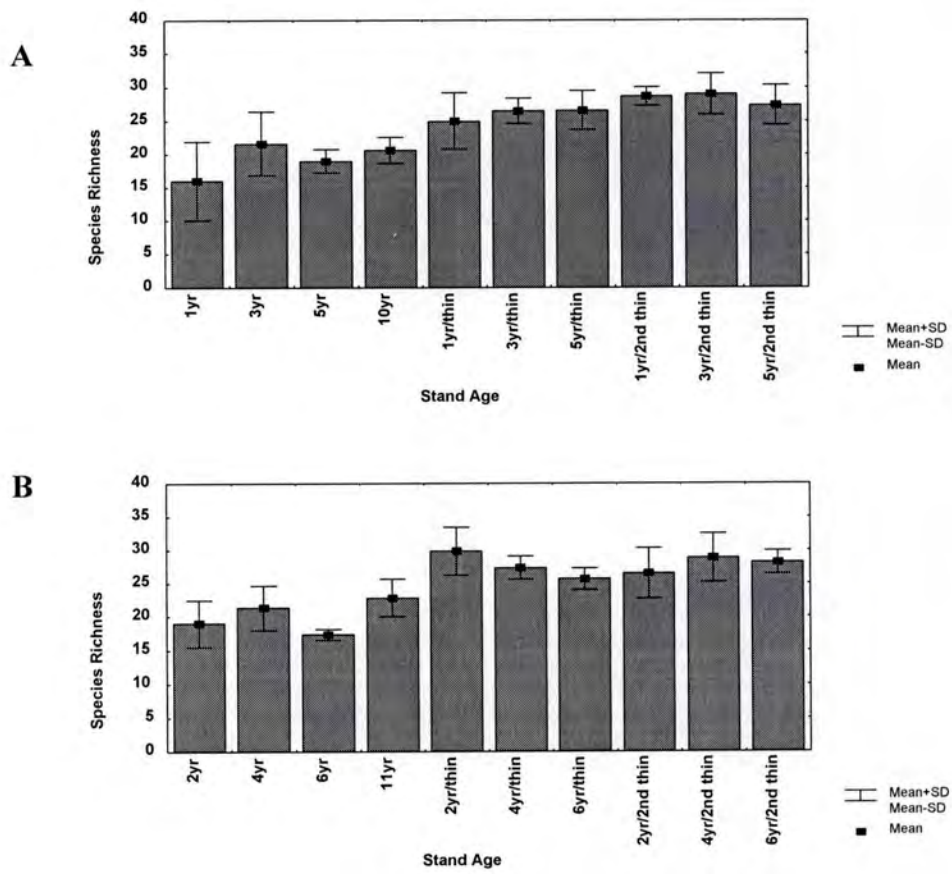 A
Species Richness
40
35
30
25
20
15
10
5
0
1yr
3yr
5yr
10yr
1yr/thin
3yr/thin
5yr/thin
1yr/2nd thin
3yr/2nd thin
5yr/2nd thin
Stand Age
Mean+SD
Mean-SD
Mean
B
Species Richness
40
35
30
25
20
15
10
5
0
2yr
4yr
6yr
11yr
2yr/thin
4yr/thin
6yr/thin
2yr/2nd thin
4yr/2nd thin
6yr/2nd thin
Stand Age
Mean+SD
Mean-SD
Mean